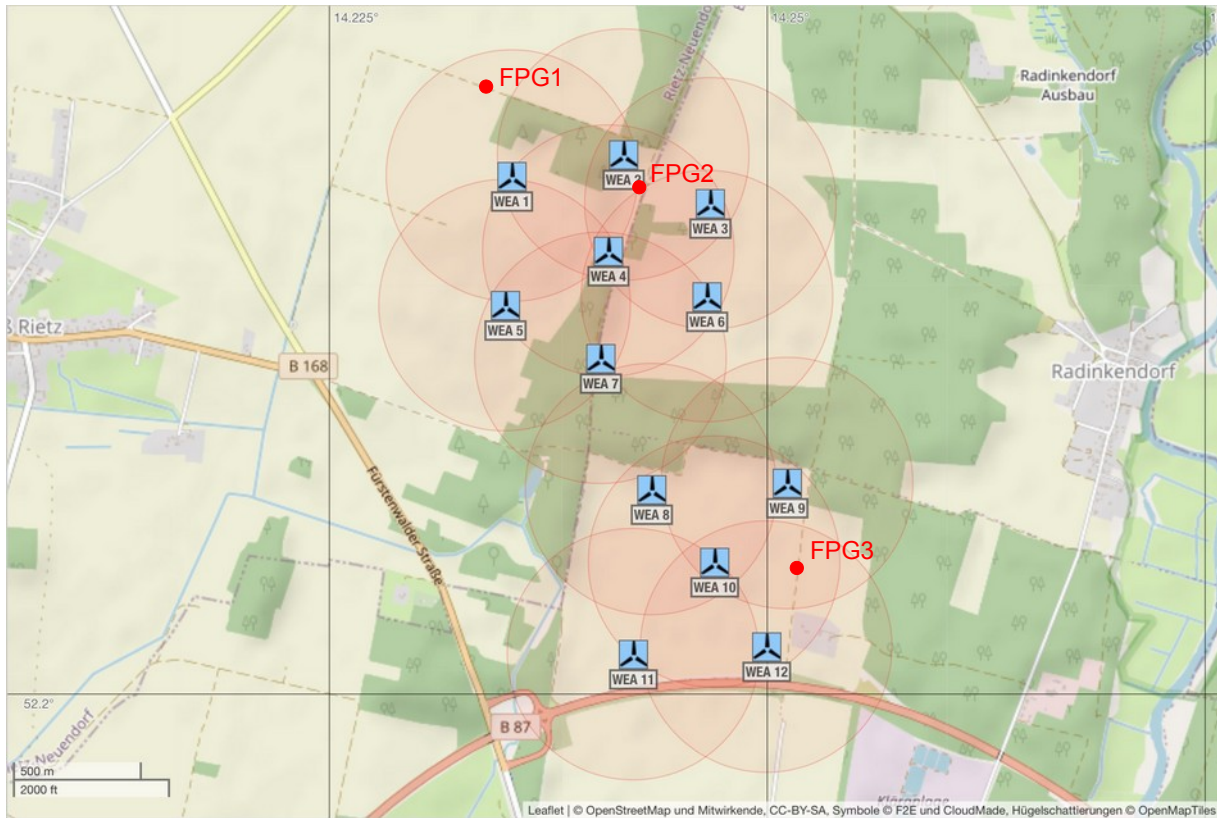 14.225°
14.25°
Rietz-Neuendorf
Radinkendorf
Ausbau
FPG1
WEA 2
FPG2
WEA 1
WEA 3
WEA 4
WEA 5
WEA 6
ß Rietz
B 168
WEA 7
Radinkendorf
Fürstenwalder Straße
WEA 8
WEA 9
FPG3
WEA 10
WEA 11
WEA 12
52.2°
B 87
500 m
2000 ft
Leaflet | © OpenStreetMap und Mitwirkende, CC-BY-SA, Symbole © F2E und CloudMade, Hügelschattierungen © OpenMapTiles